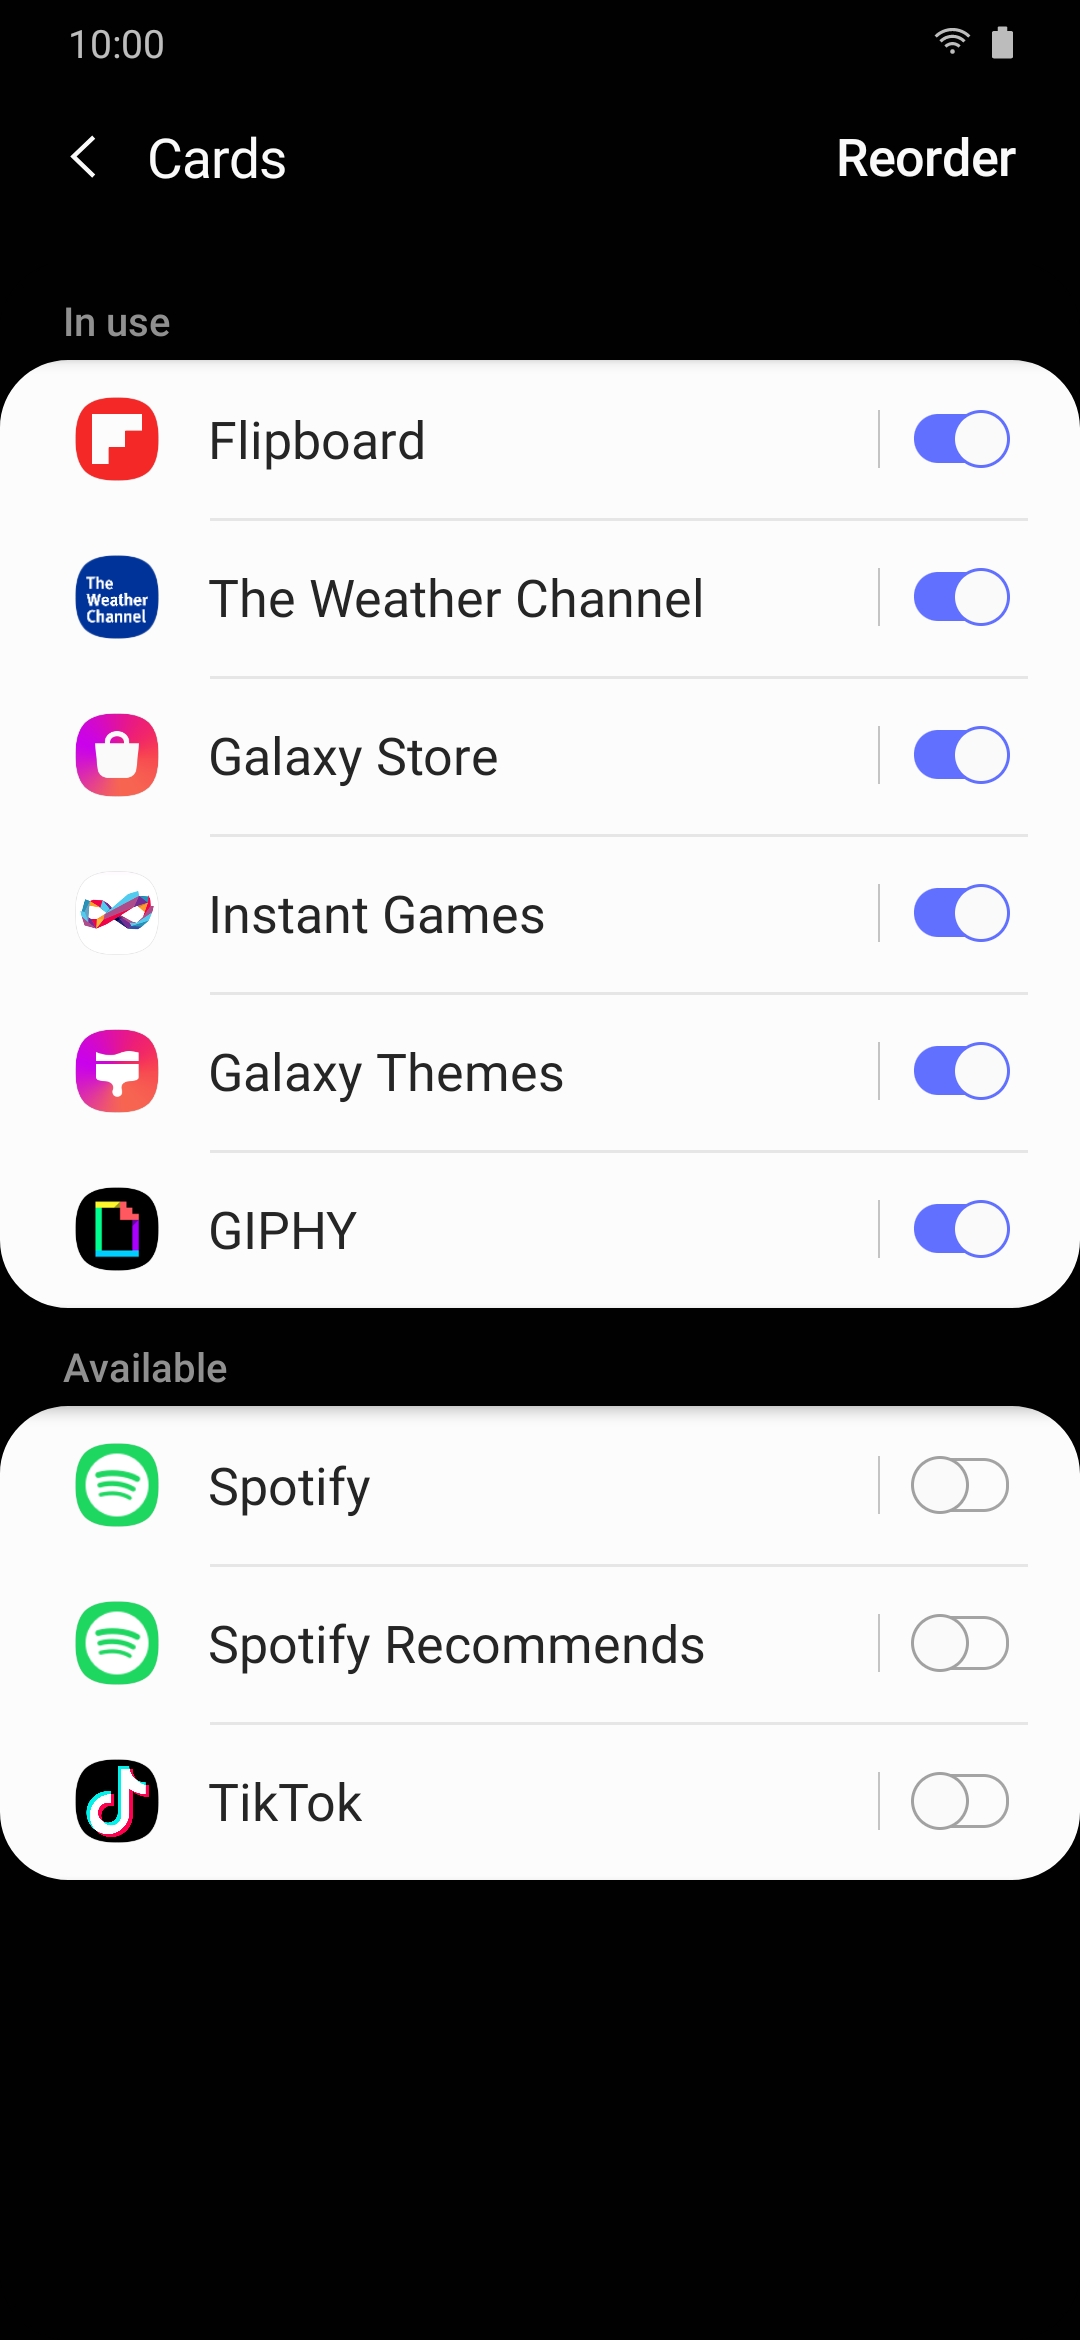 10:00
Cards
Reorder
In use
Flipboard
The
Weather
Channel
The Weather Channel
Galaxy Store
Instant Games
Galaxy Themes
GIPHY
Available
Spotify
Spotify Recommends
TikTok